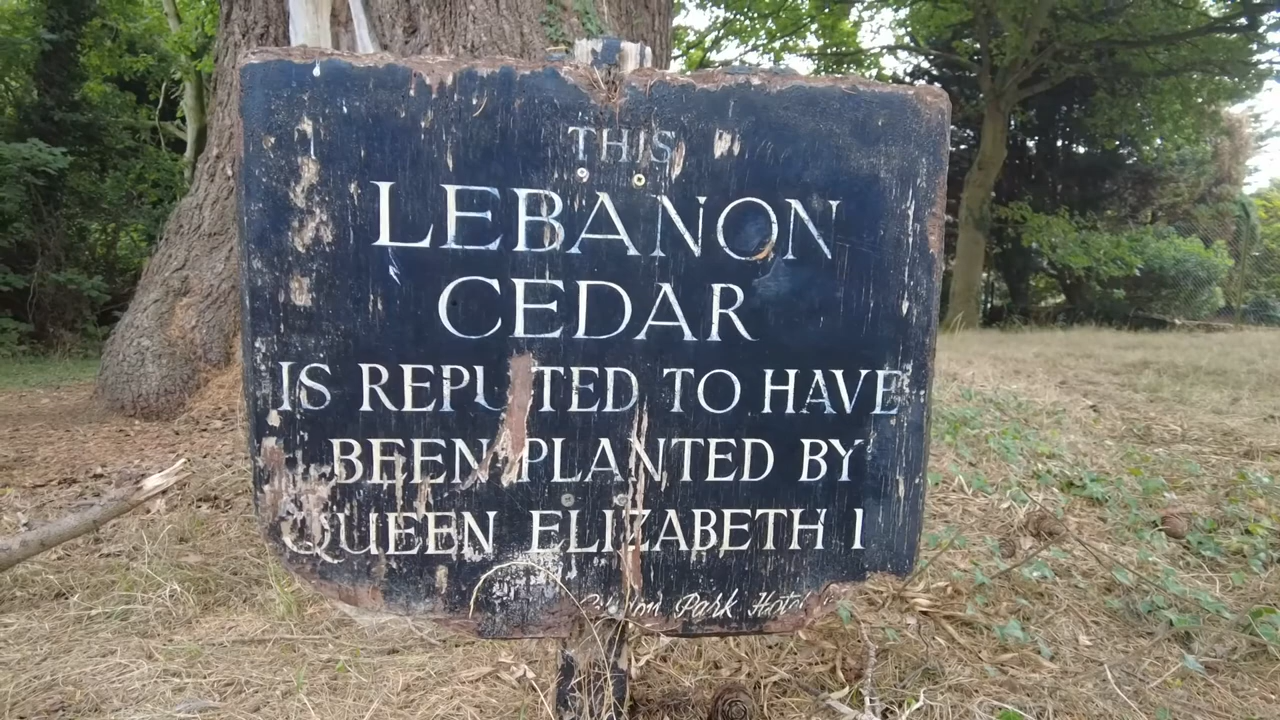 THIS
LEBANON
CEDAR
IS REPUTED TO HAVE
BEEN PLANTED BY
QUEEN ELIZABETH I
Park Hotel